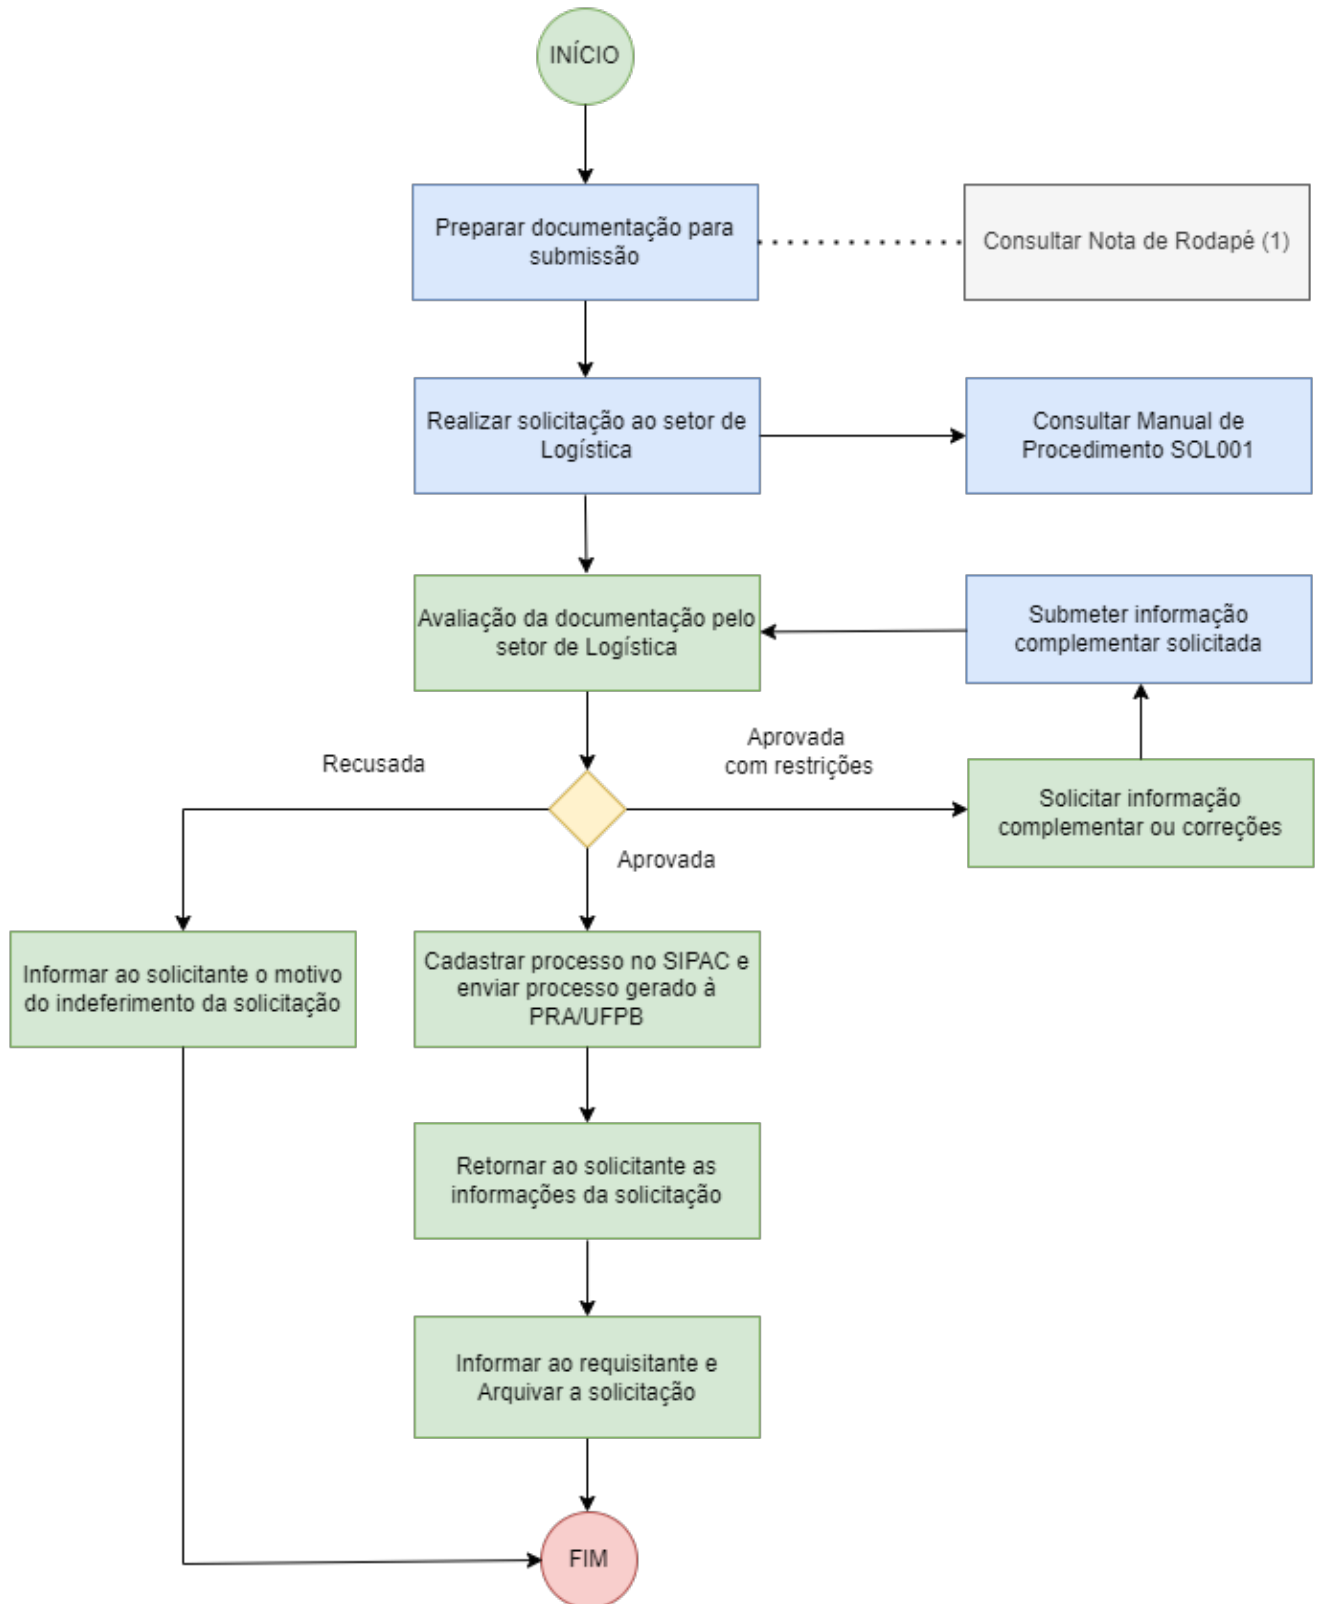 INÍCIO
Preparar documentação para
submissão
Consultar Nota de Rodapé (1)
Realizar solicitação ao setor de
Logística
Consultar Manual de
Procedimento SOL001
Avaliação da documentação pelo
setor de Logística
Submeter informação
complementar solicitada
Recusada
Aprovada
com restrições
Solicitar informação
complementar ou correções
Aprovada
Informar ao solicitante o motivo
do indeferimento da solicitação
Cadastrar processo no SIPAC e
enviar processo gerado à
PRA/UFPB
Retornar ao solicitante as
informações da solicitação
Informar ao requisitante e
Arquivar a solicitação
FIM